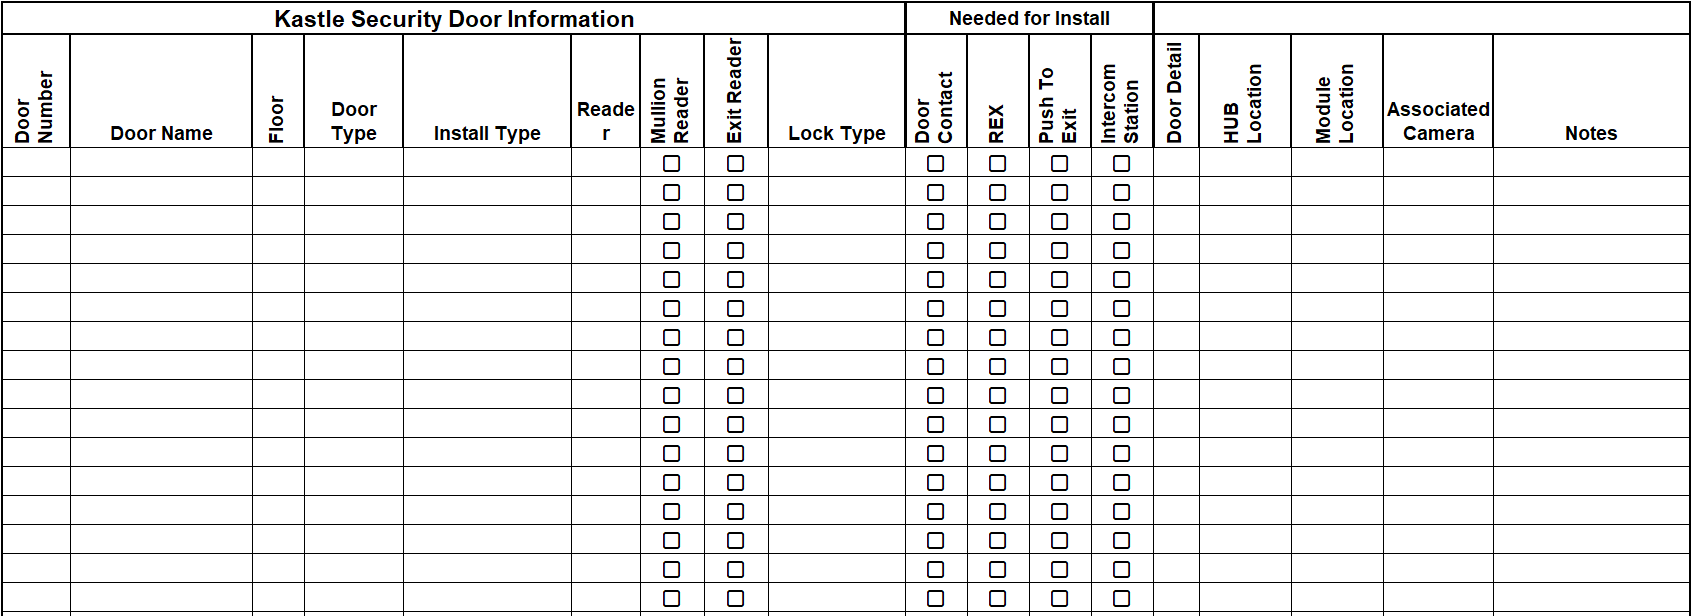 Kastle Security Door Information
Needed for Install
Door
Number
Door Name
Floor
Door
Type
Install Type
Reade
r
Mullion
Reader
Exit Reader
Lock Type
Door
Contact
REX
Push To
Exit
Intercom
Station
Door Detail
HUB
Location
Module
Location
Associated
Camera
Notes